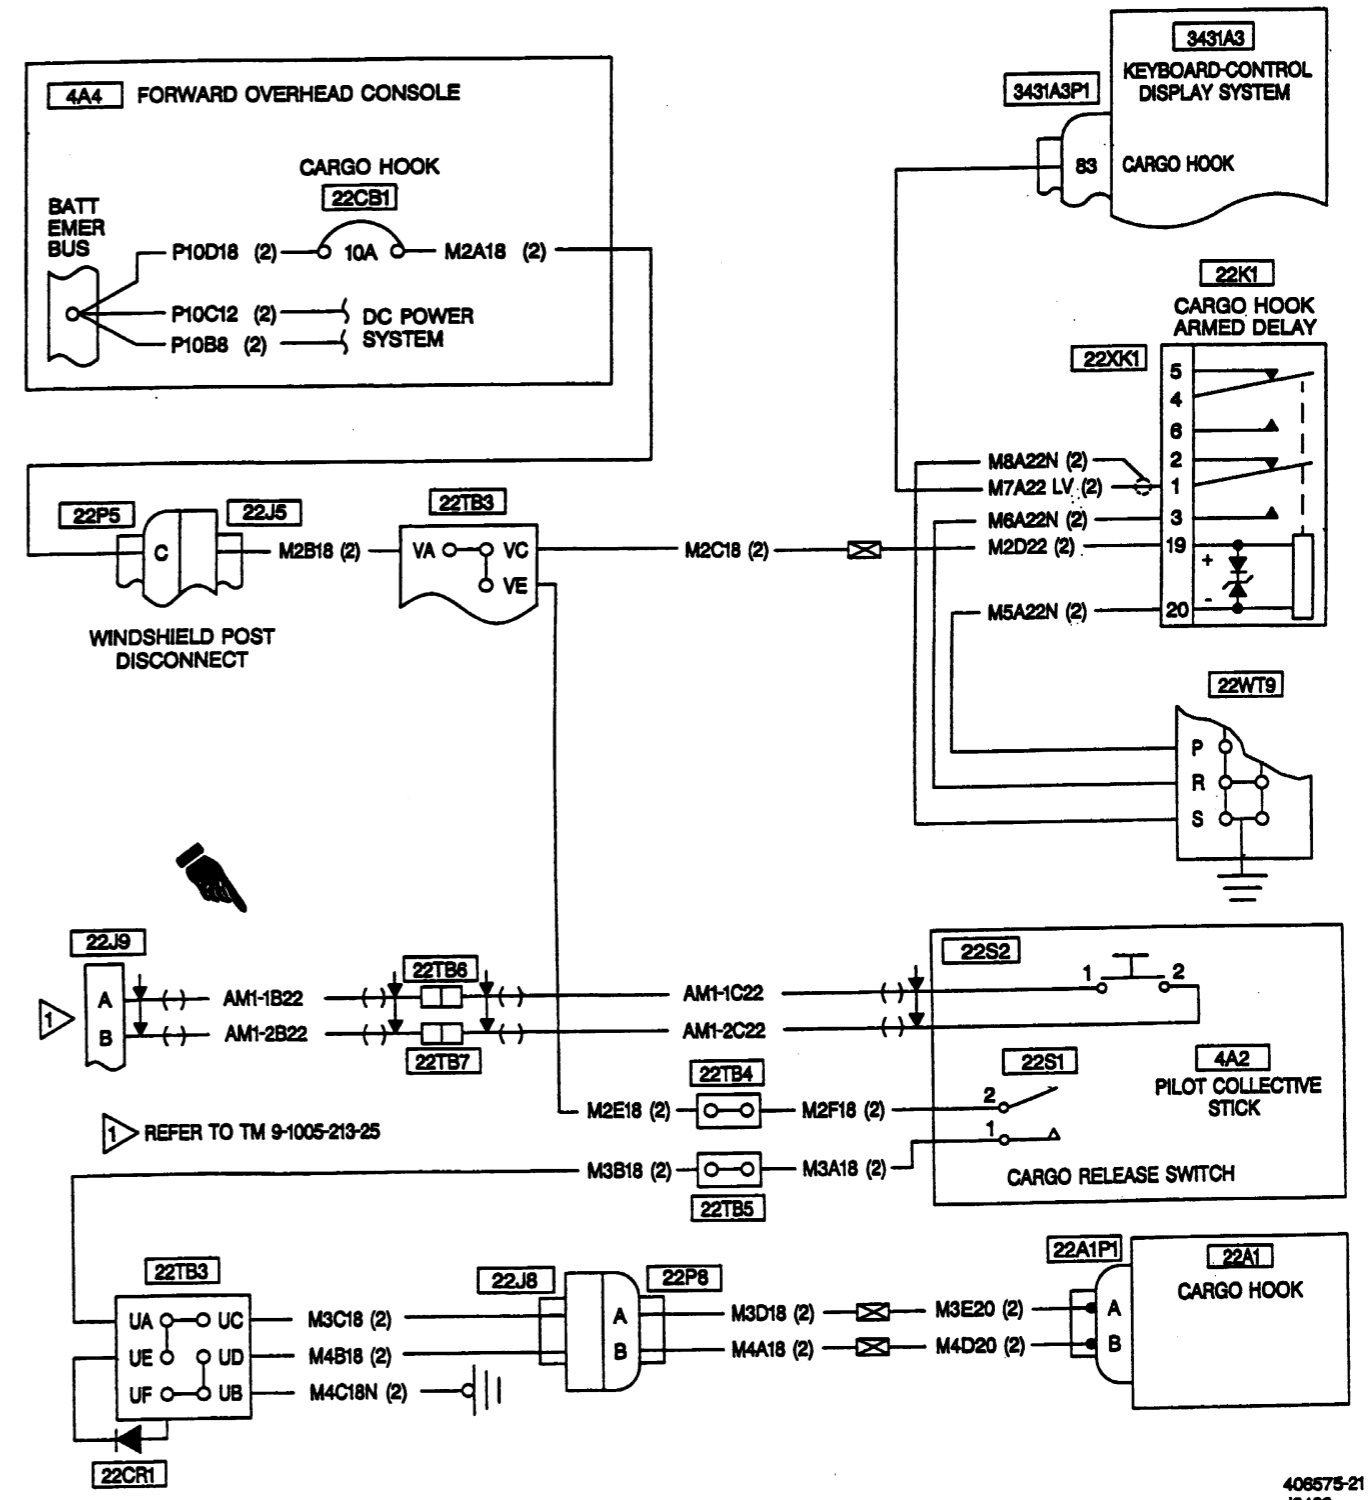 3431A3
KEYBOARD-CONTROL
DISPLAY SYSTEM
3431A3P1
83 CARGO HOOK
4A4 FORWARD OVERHEAD CONSOLE
CARGO HOOK
22CB1
BATT
EMER
BUS
P10D18 (2) 10A M2A18 (2)
P10C12 (2)
P10B8 (2)
DC POWER
SYSTEM
22K1
CARGO HOOK
ARMED DELAY
22XK1
5
4
6
M8A22N (2) 2
M7A22 LV (2) 1
M6A22N (2) 3
M2D22 (2) 19
+
-
M5A22N (2) 20
22P5
22J5
22TB3
C M2B18 (2) VA VC M2C18 (2)
VE
WINDSHIELD POST
DISCONNECT
22WT9
P
R
S
22J9
22TB6
22S2
1 2
A AM1-1B22 AM1-1C22
1
B AM1-2B22 AM1-2C22
22TB7
22TB4
22S1
4A2
PILOT COLLECTIVE
STICK
M2E18 (2) M2F18 (2) 2
1 REFER TO TM 9-1005-213-25
1
M3B18 (2) M3A18 (2)
CARGO RELEASE SWITCH
22TB5
22TB3
22J8
22P8
22A1P1
22A1
CARGO HOOK
UA UC M3C18 (2) A M3D18 (2) M3E20 (2) A
UE UD M4B18 (2) B M4A18 (2) M4D20 (2) B
UF UB M4C18N (2)
22CR1
406575-21